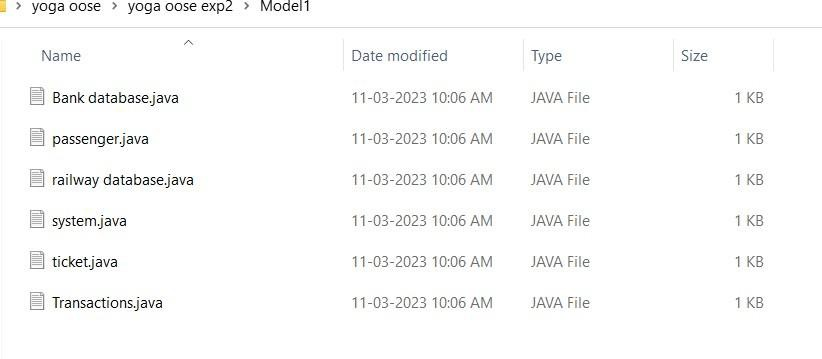 yoga oose > yoga oose exp2 > Model1
Name Date modified Type Size
Bank database.java 11-03-2023 10:06 AM JAVA File 1 KB
passenger.java 11-03-2023 10:06 AM JAVA File 1 KB
railway database.java 11-03-2023 10:06 AM JAVA File 1 KB
system.java 11-03-2023 10:06 AM JAVA File 1 KB
ticket.java 11-03-2023 10:06 AM JAVA File 1 KB
Transactions.java 11-03-2023 10:06 AM JAVA File 1 KB